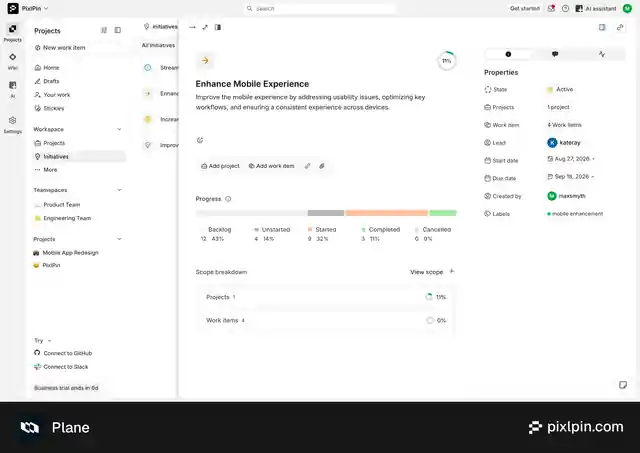 PixlPin
Search
Get started
AI assistant
M
Projects
Wiki
AI
Settings
Projects
New work item
Home
Drafts
Your work
Stickies
Workspace
Projects
Initiatives
More
Teamspaces
Product Team
Engineering Team
Projects
Mobile App Redesign
PixlPin
Try
Connect to GitHub
Connect to Slack
Business trial ends in 6d
Initiatives
All Initiatives
Stream
Enhanc
Increas
Improv
11%
Enhance Mobile Experience
Improve the mobile experience by addressing usability issues, optimizing key
workflows, and ensuring a consistent experience across devices.
Add project
Add work item
Progress
Backlog
12 43%
Unstarted
4 14%
Started
9 32%
Completed
3 11%
Cancelled
0 0%
Scope breakdown
View scope
Projects 1
11%
Work items 4
0%
Properties
State
Active
Projects
1 project
Work item
4 Work items
Lead
K kateray
Start date
Aug 27, 2026
Due date
Sep 18, 2026
Created by
M maxsmyth
Labels
mobile enhancement
Plane
pixlpin.com